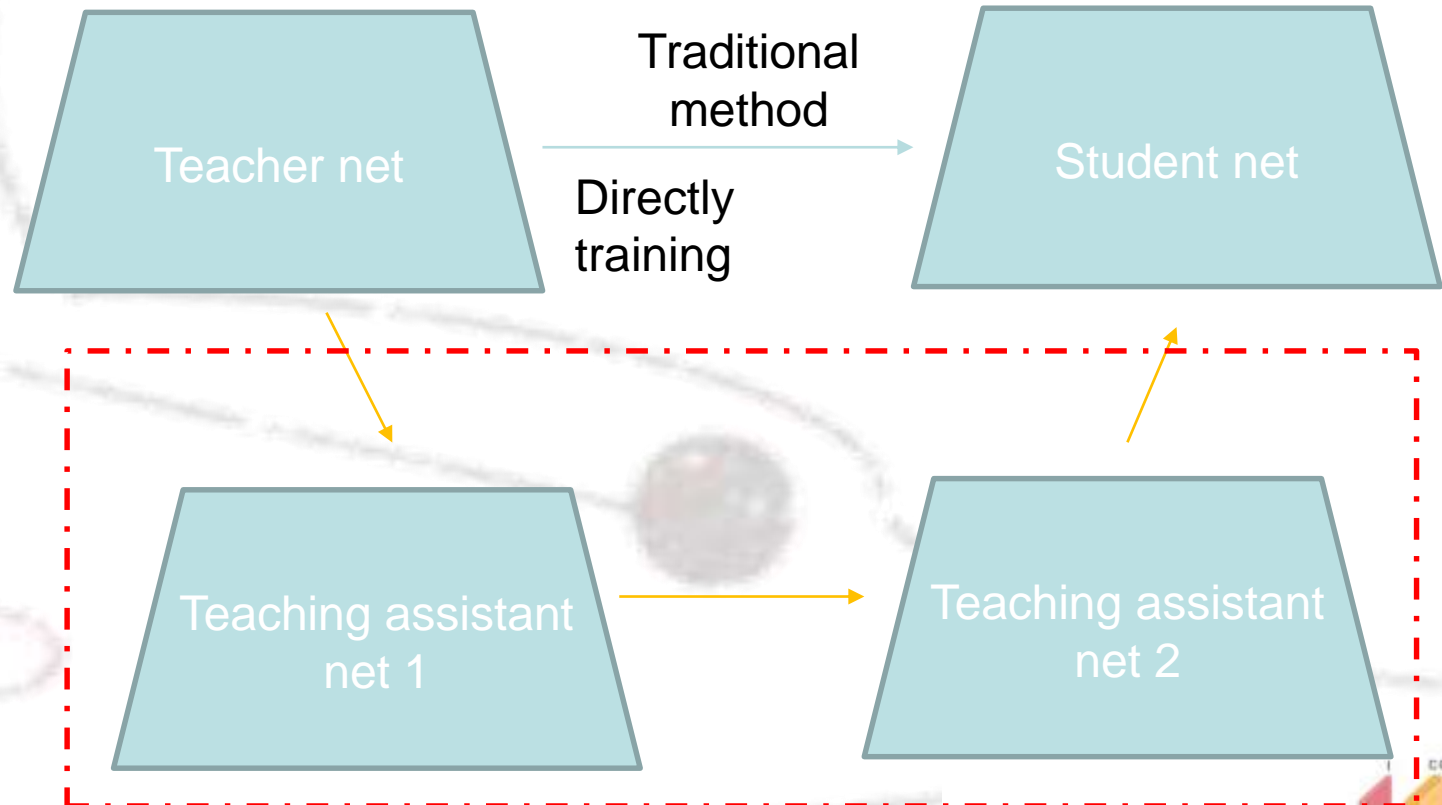 Traditional
method
Teacher net
Student net
Directly
training
Teaching assistant
net 1
Teaching assistant
net 2